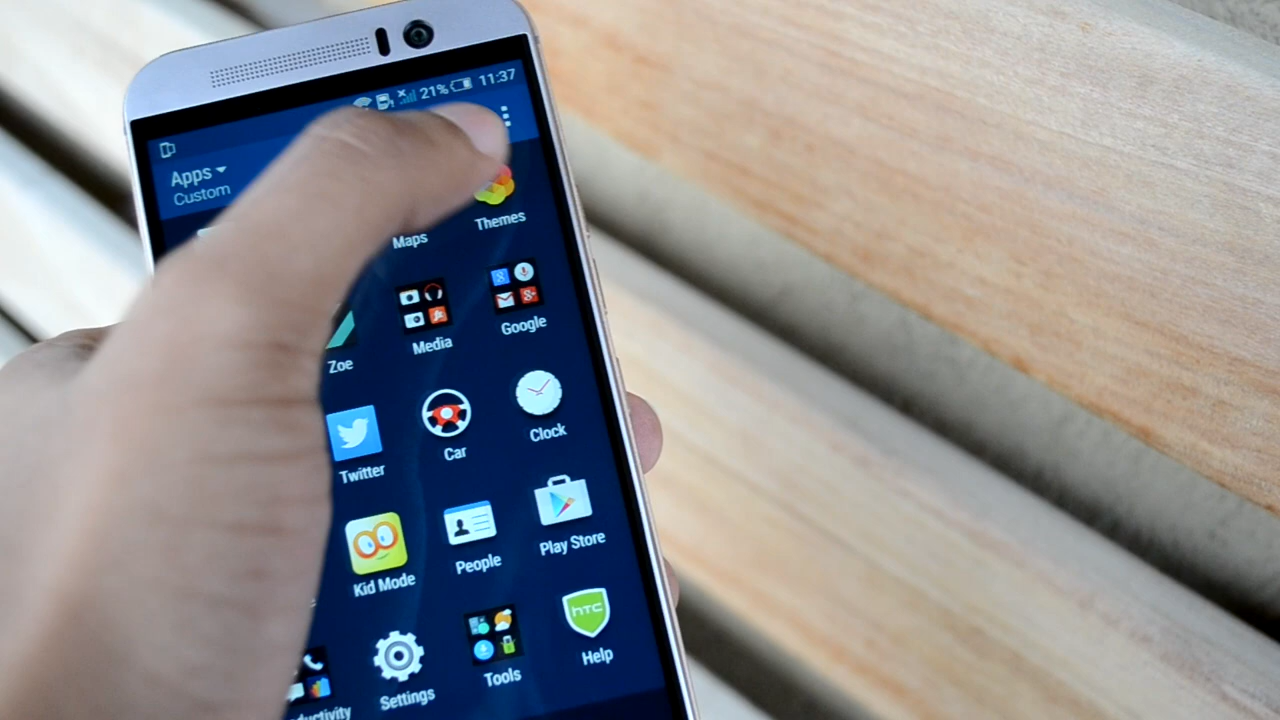 21% 11:37
Apps
Custom
Maps
Themes
Zoe
Media
Google
Twitter
Car
Clock
Kid Mode
People
Play Store
ductivity
Settings
Tools
hTC
Help